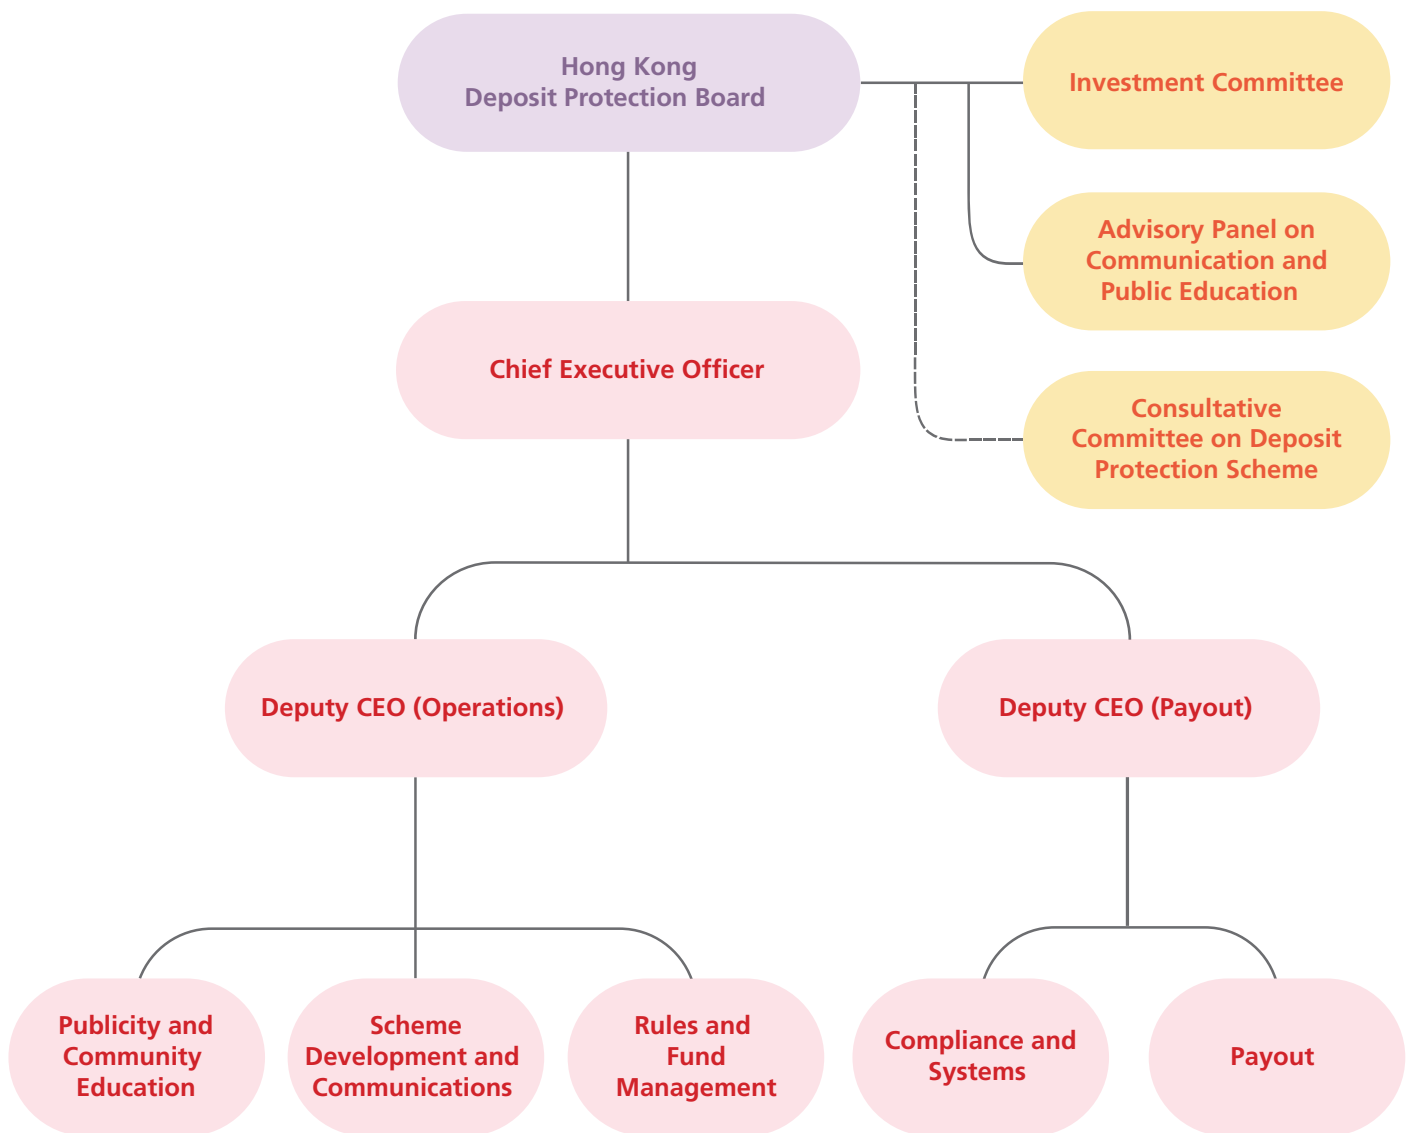 Hong Kong
Deposit Protection Board
Investment Committee
Advisory Panel on
Communication and
Public Education
Chief Executive Officer
Consultative
Committee on Deposit
Protection Scheme
Deputy CEO (Operations)
Deputy CEO (Payout)
Publicity and
Community
Education
Scheme
Development and
Communications
Rules and
Fund
Management
Compliance and
Systems
Payout